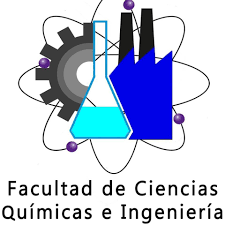 Facultad de Ciencias
Químicas e Ingeniería